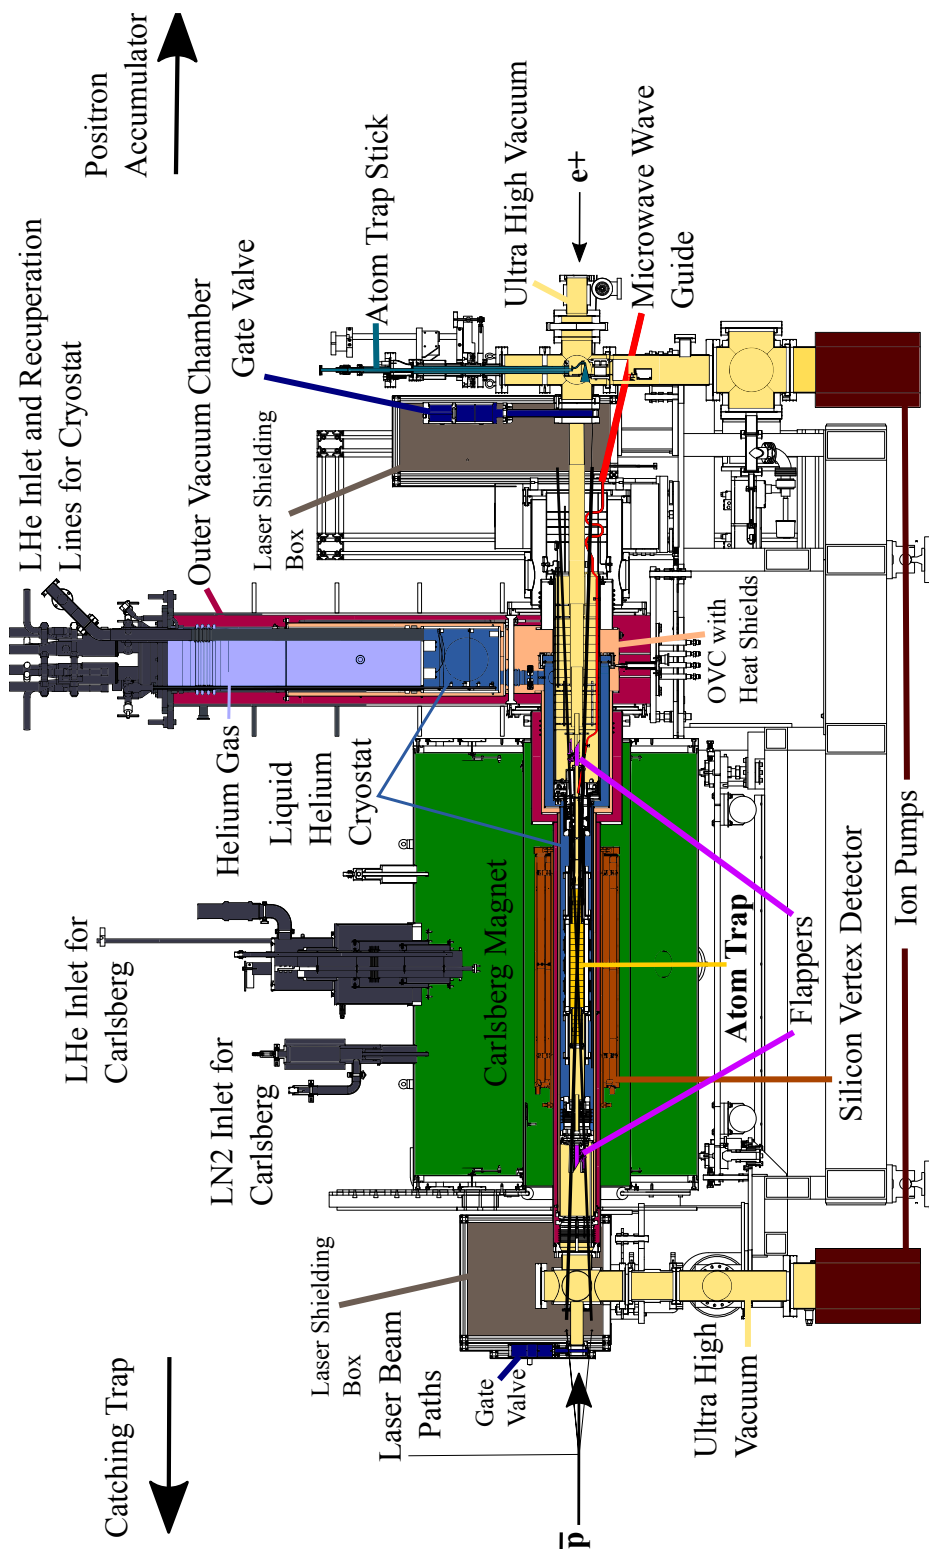 LHe Inlet and Recuperation
Lines for Cryostat
Catching Trap
LHe Inlet for
Carlsberg
Positron
Accumulator
LN2 Inlet for
Carlsberg
Helium Gas
Outer Vacuum Chamber
Gate Valve
Liquid
Helium
Cryostat
Laser Shielding
Box
Laser Shielding
Box
Atom Trap Stick
Laser Beam
Paths
Gate
Valve
Carlsberg Magnet
Ultra High Vacuum
p
e+
Microwave Wave
Guide
Ultra High
Vacuum
Atom Trap
OVC with
Heat Shields
Flappers
Silicon Vertex Detector
Ion Pumps